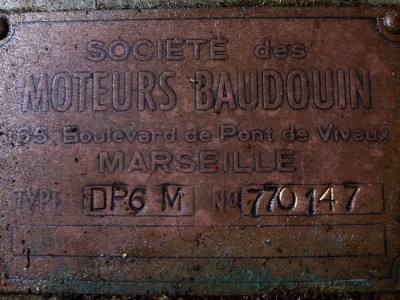 SOCIÉTÉ des
MOTEURS BAUDOUIN
165, Boulevard de Pont de Vivaux
MARSEILLE
TYPE DP6 M No 770147